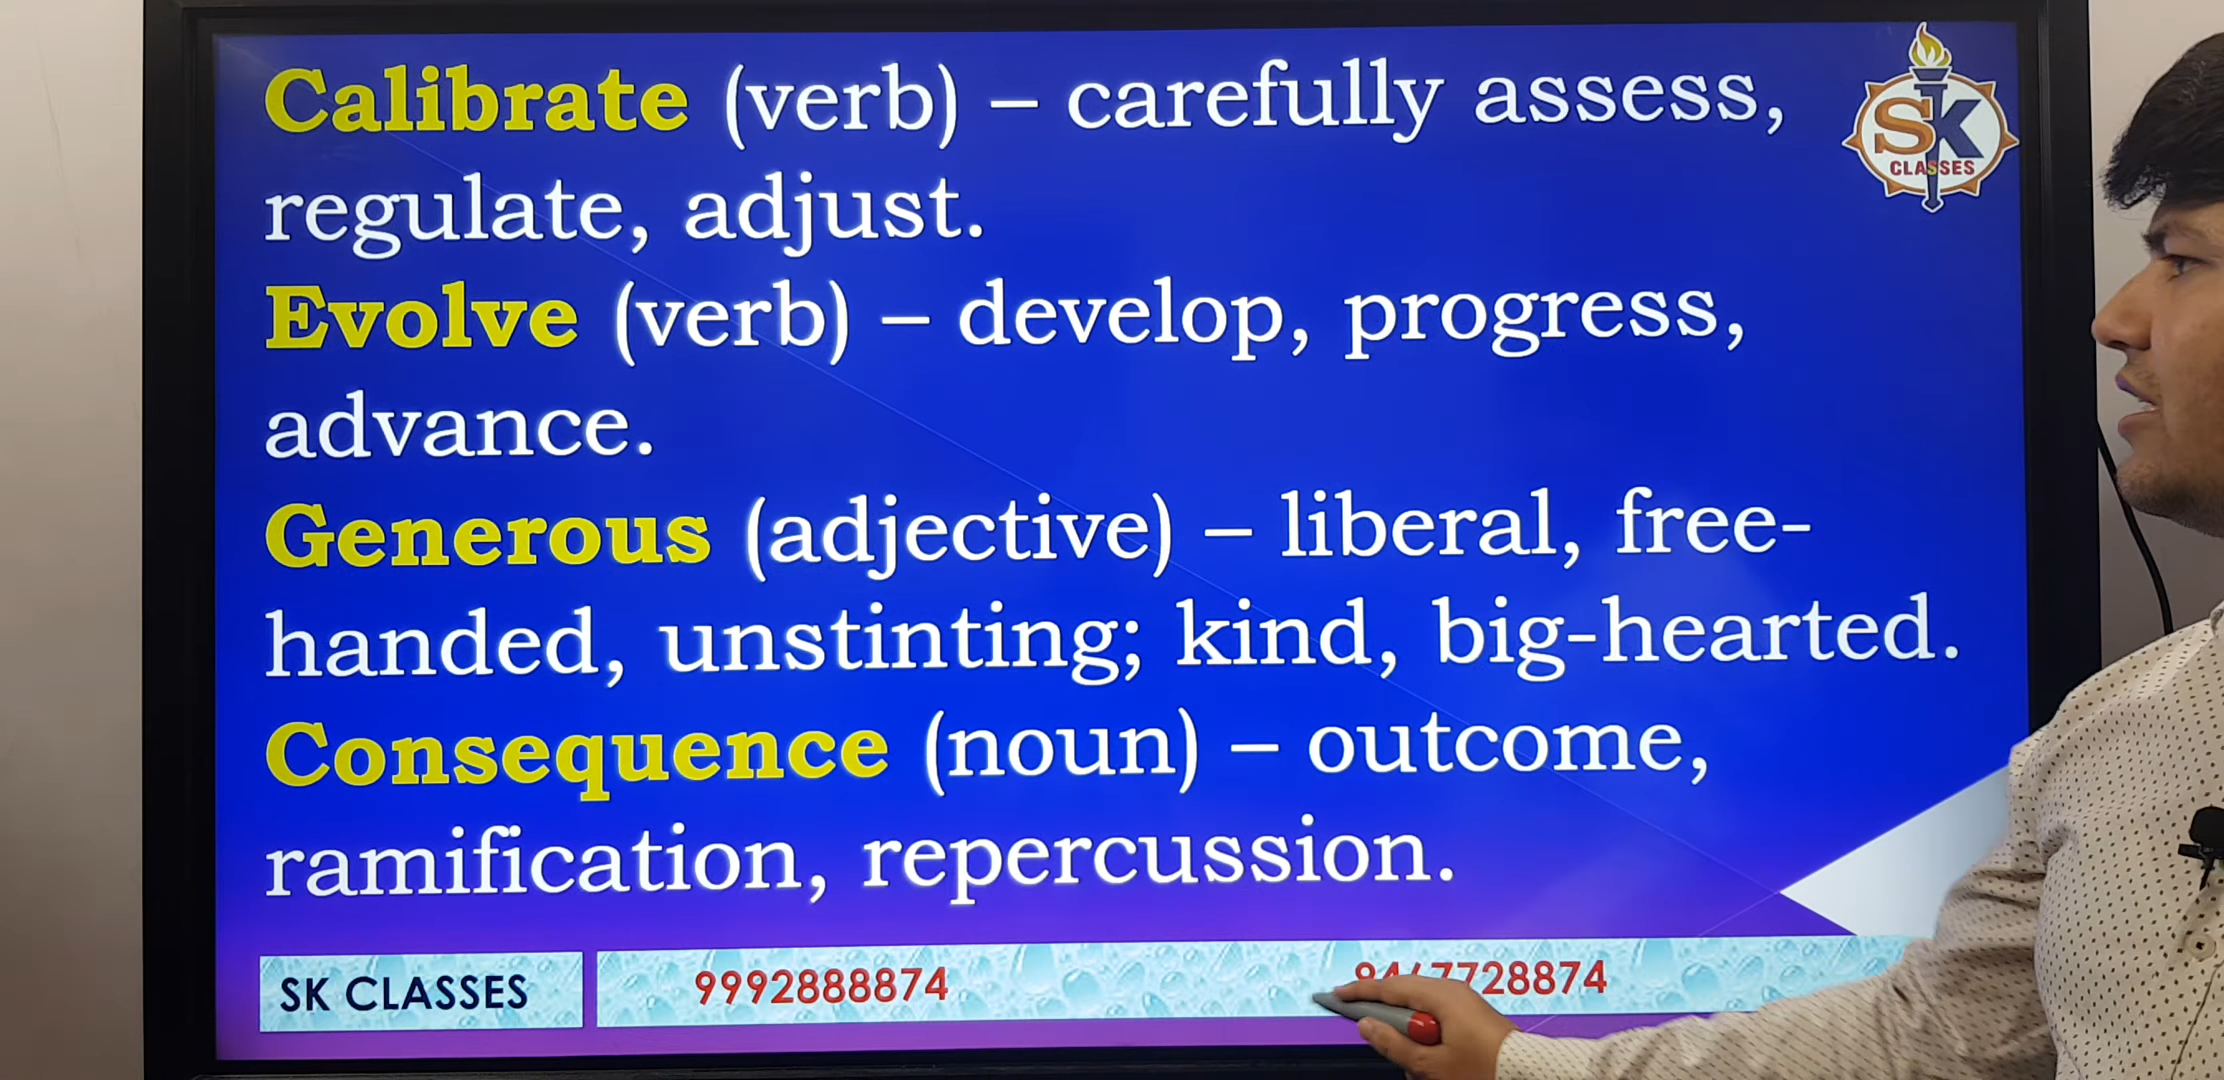 Calibrate (verb) – carefully assess,
regulate, adjust.
Evolve (verb) – develop, progress,
advance.
Generous (adjective) – liberal, free-
handed, unstinting; kind, big-hearted.
Consequence (noun) – outcome,
ramification, repercussion.
SK
CLASSES
SK CLASSES 9992888874